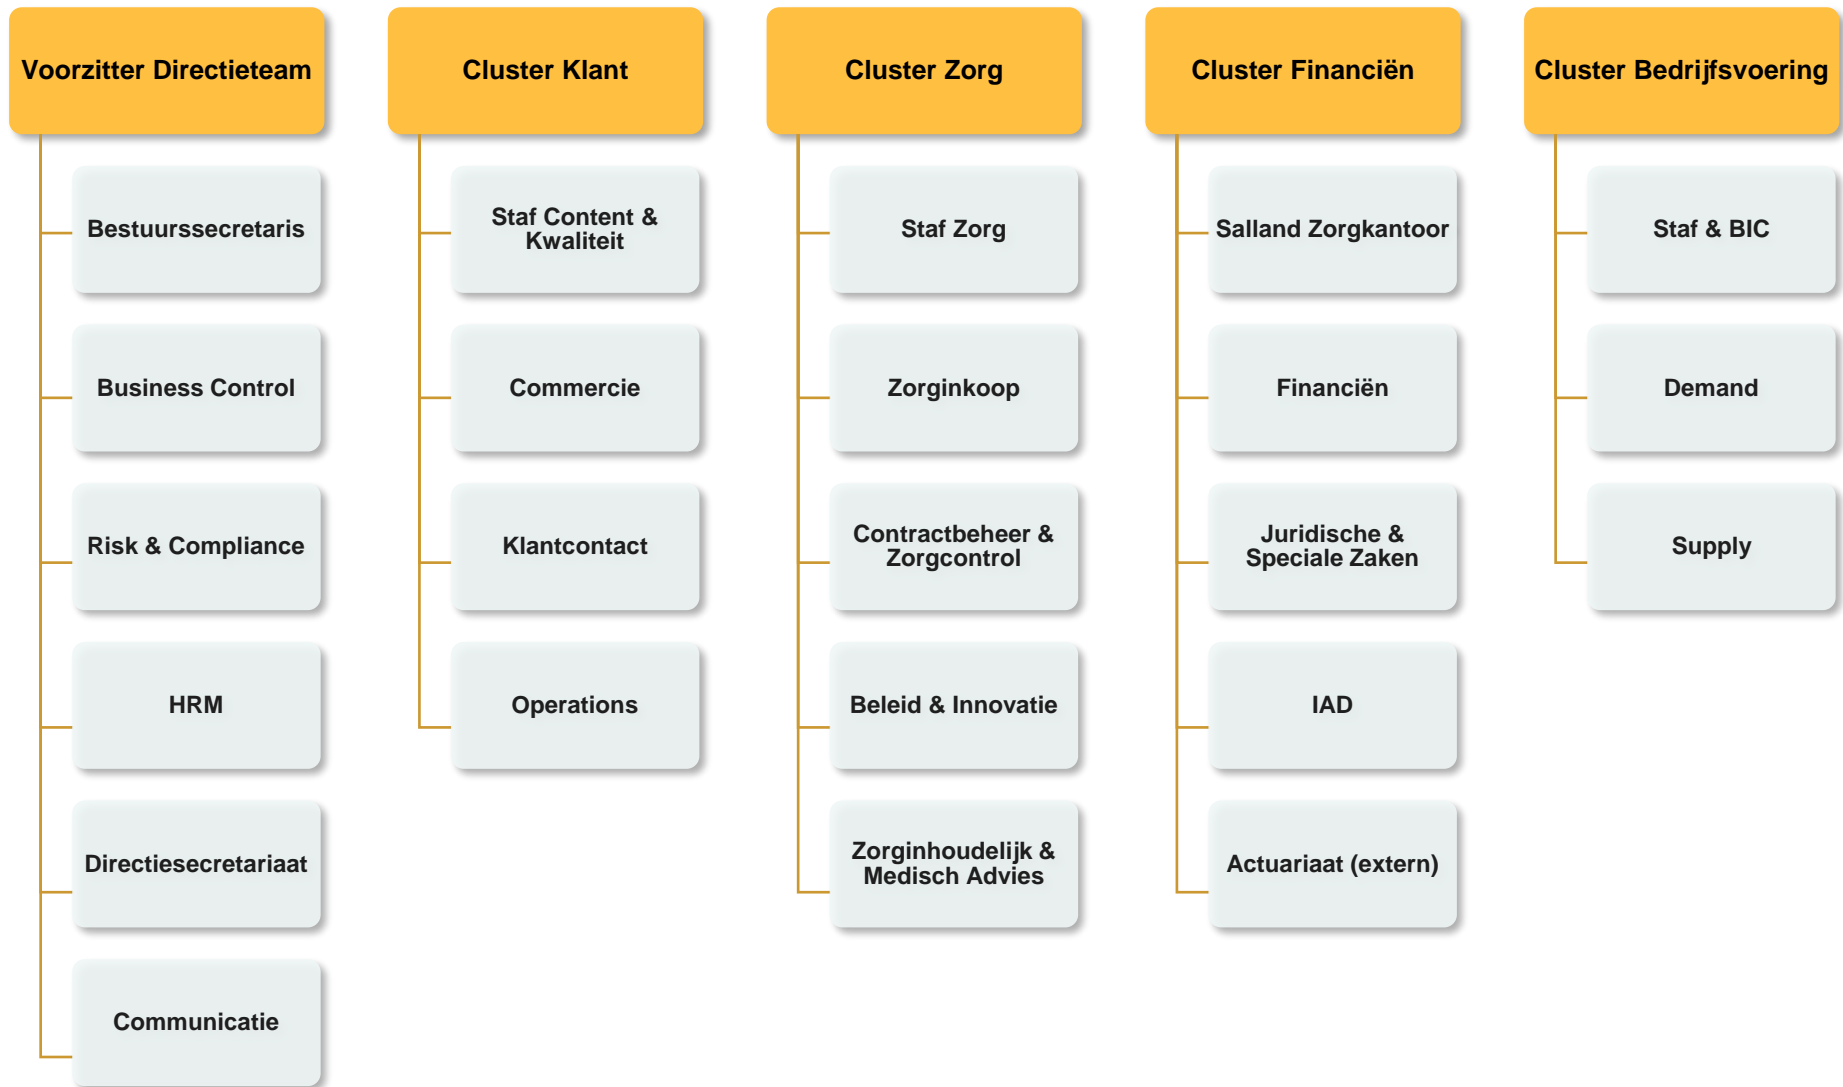 Voorzitter Directieteam
Bestuurssecretaris
Business Control
Risk & Compliance
HRM
Directiesecretariaat
Communicatie
Cluster Klant
Staf Content &
Kwaliteit
Commercie
Klantcontact
Operations
Cluster Zorg
Staf Zorg
Zorginkoop
Contractbeheer &
Zorgcontrol
Beleid & Innovatie
Zorginhoudelijk &
Medisch Advies
Cluster Financiën
Salland Zorgkantoor
Financiën
Juridische &
Speciale Zaken
IAD
Actuariaat (extern)
Cluster Bedrijfsvoering
Staf & BIC
Demand
Supply